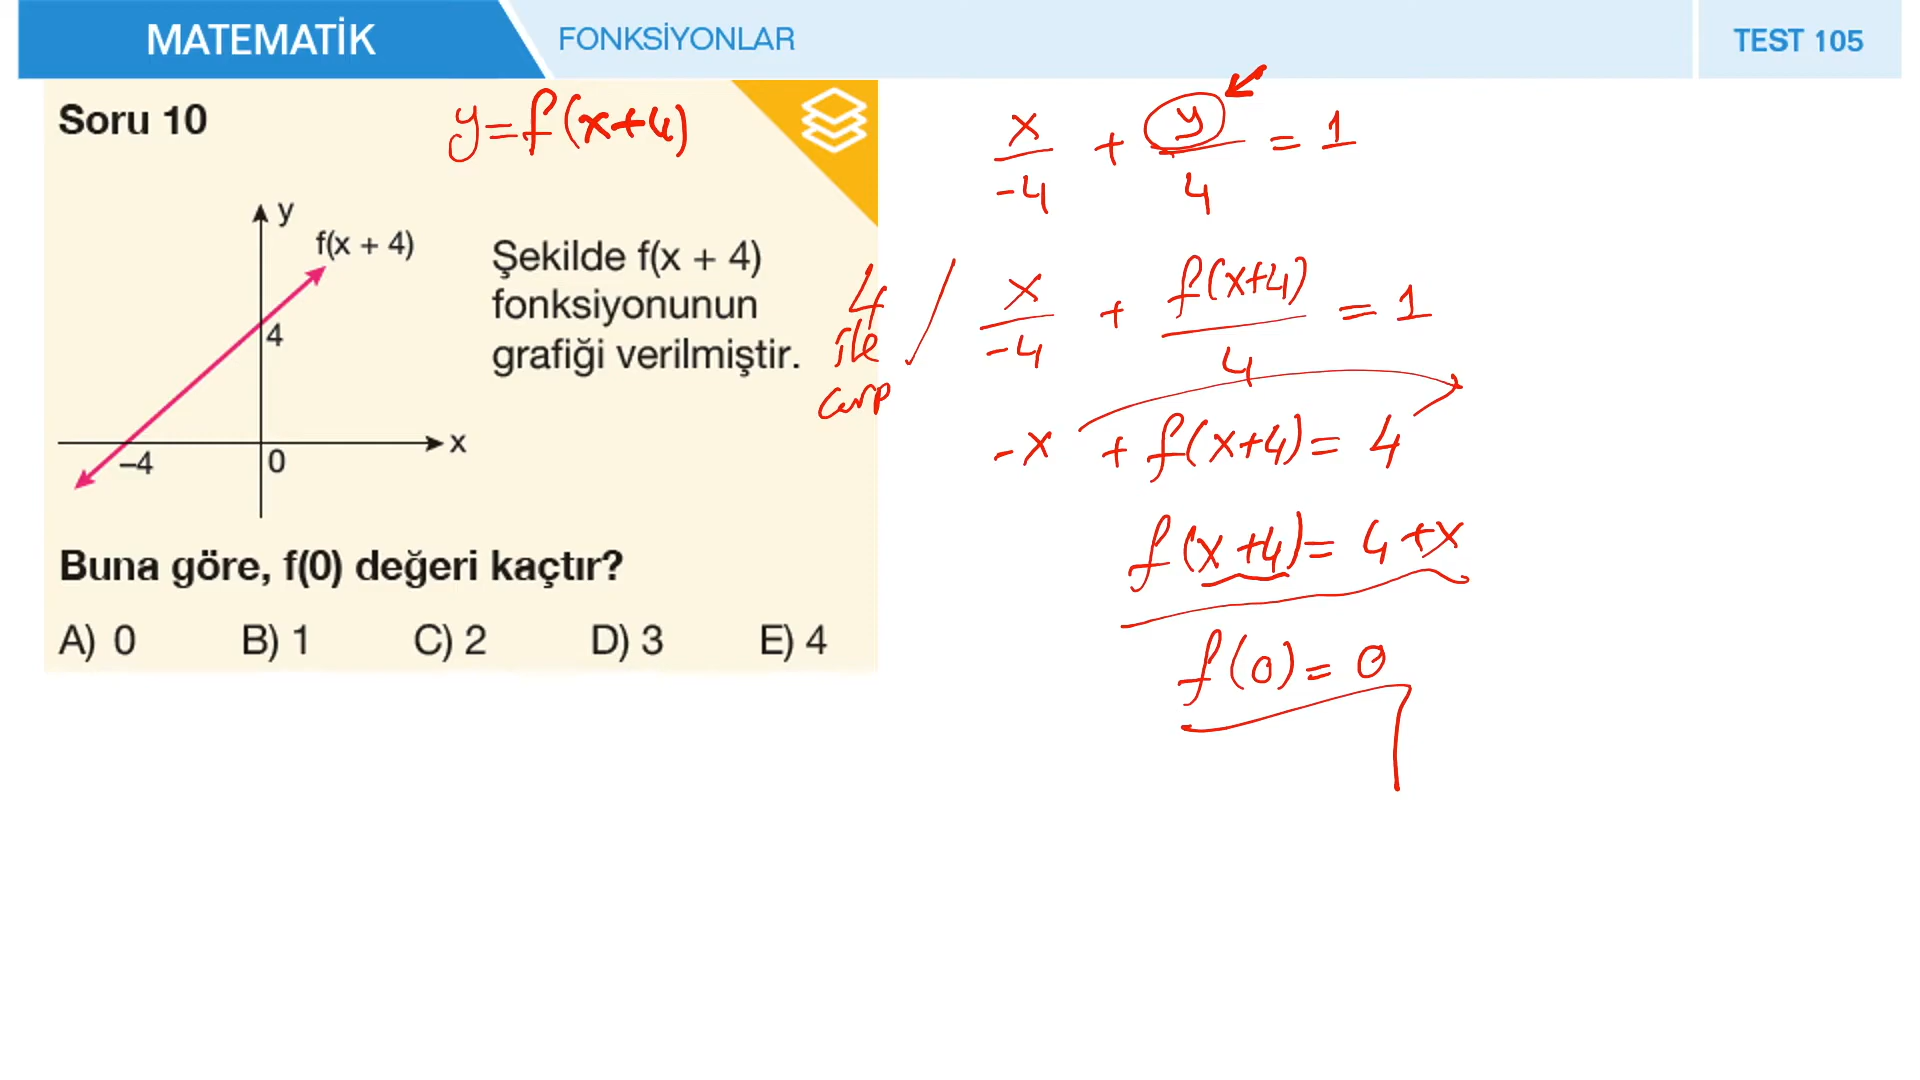 MATEMATİK
FONKSİYONLAR
TEST 105
Soru 10
y=f(x+4)
y
f(x + 4)
4
x
–4
0
Şekilde f(x + 4)
fonksiyonunun
grafiği verilmiştir.
Buna göre, f(0) değeri kaçtır?
A) 0 B) 1 C) 2 D) 3 E) 4
x/-4 + y/4 = 1
4
ile
çarp
x/-4 + f(x+4)/4 = 1
-x + f(x+4) = 4
f(x+4) = 4+x
f(0) = 0